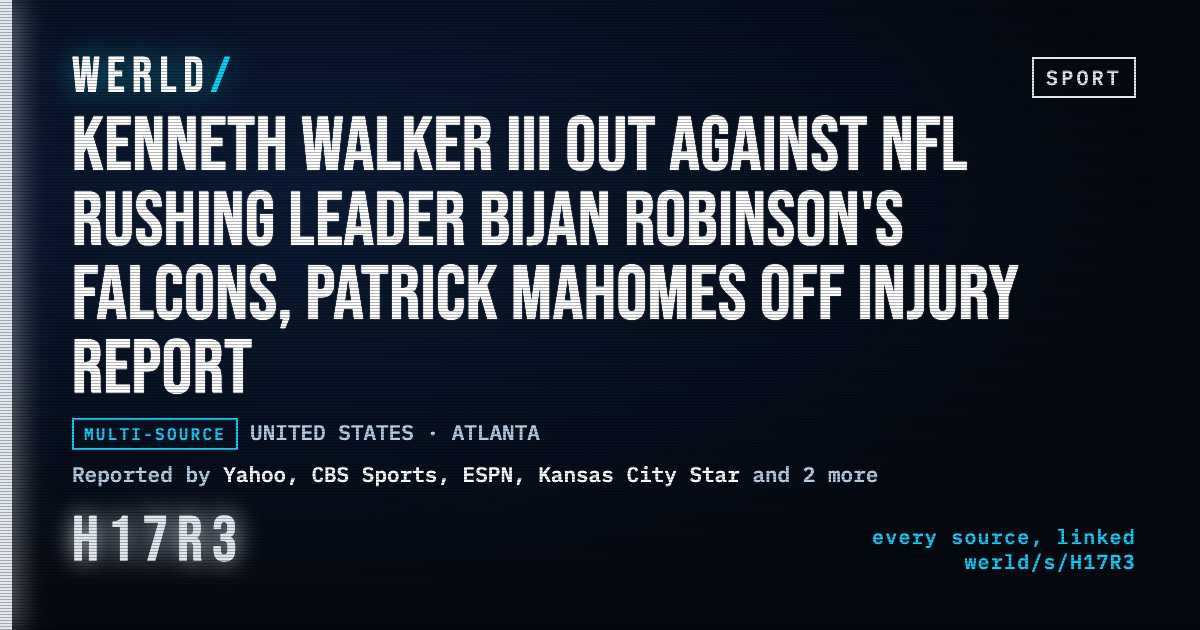 WERLD/
SPORT
KENNETH WALKER III OUT AGAINST NFL
RUSHING LEADER BIJAN ROBINSON'S
FALCONS, PATRICK MAHOMES OFF INJURY
REPORT
MULTI-SOURCE UNITED STATES · ATLANTA
Reported by Yahoo, CBS Sports, ESPN, Kansas City Star and 2 more
H17R3
every source, linked
werld/s/H17R3